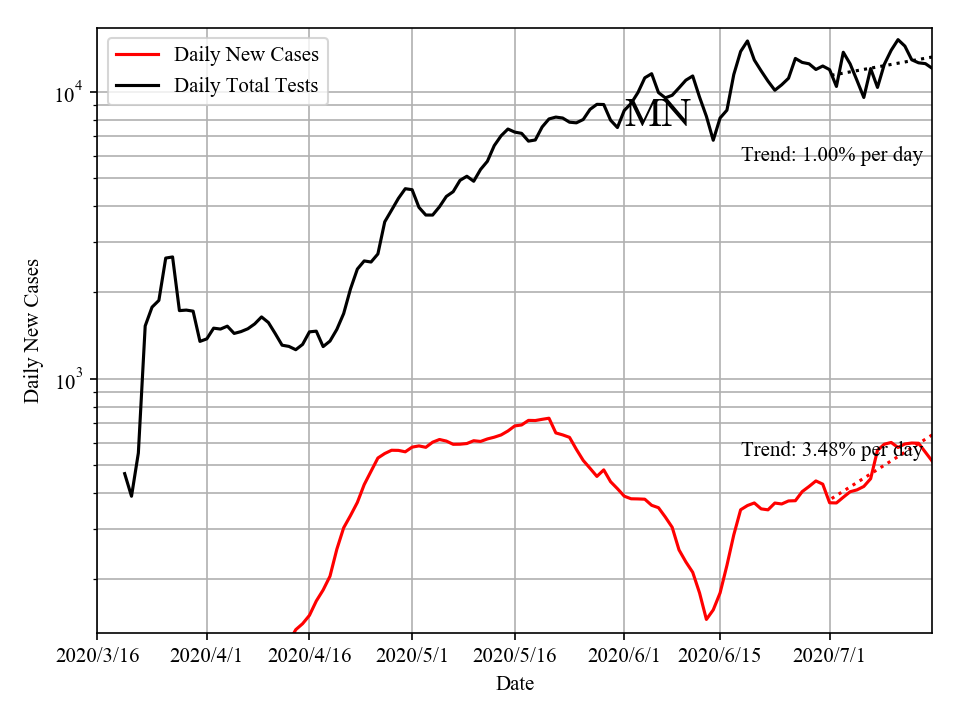 Daily New Cases
Daily Total Tests
MN
10^4
Trend: 1.00% per day
Daily New Cases
10^3
Trend: 3.48% per day
2020/3/16 2020/4/1 2020/4/16 2020/5/1 2020/5/16 2020/6/1 2020/6/15 2020/7/1
Date